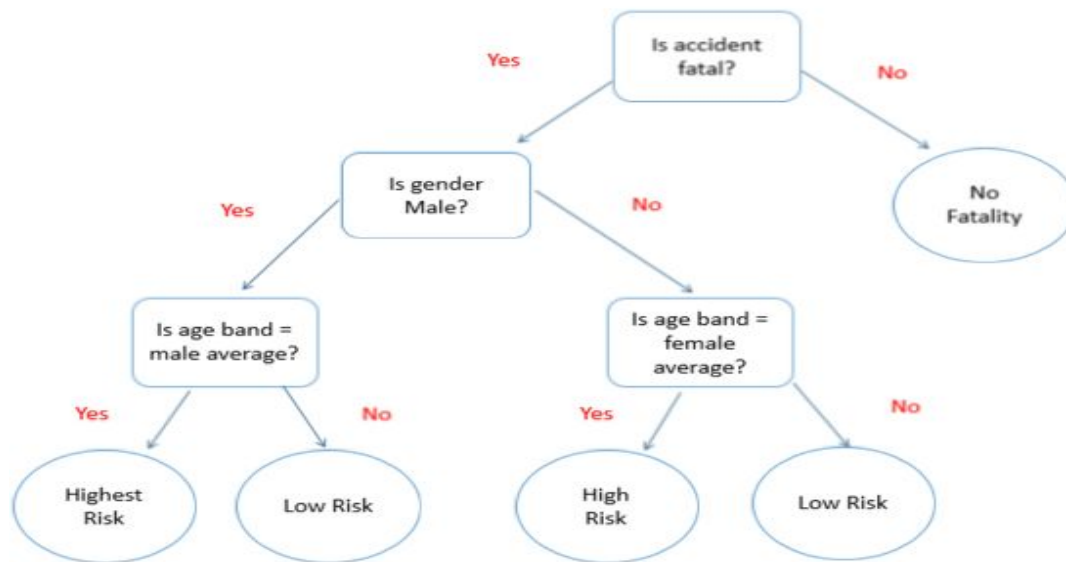 Is accident
fatal?
Yes
No
Is gender
Male?
No
Fatality
Yes
No
Is age band =
male average?
Is age band =
female
average?
Yes
No
Yes
No
Highest
Risk
Low Risk
High
Risk
Low Risk